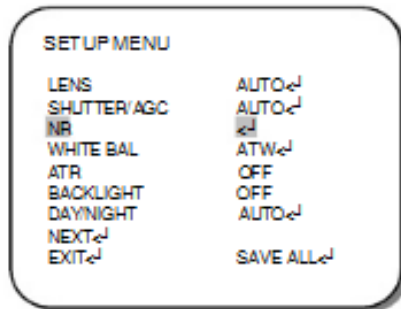 SETUP MENU
LENS AUTO↵
SHUTTER/AGC AUTO↵
NR ↵
WHITE BAL ATW↵
ATR OFF
BACKLIGHT OFF
DAY/NIGHT AUTO↵
NEXT↵
EXIT↵ SAVE ALL↵